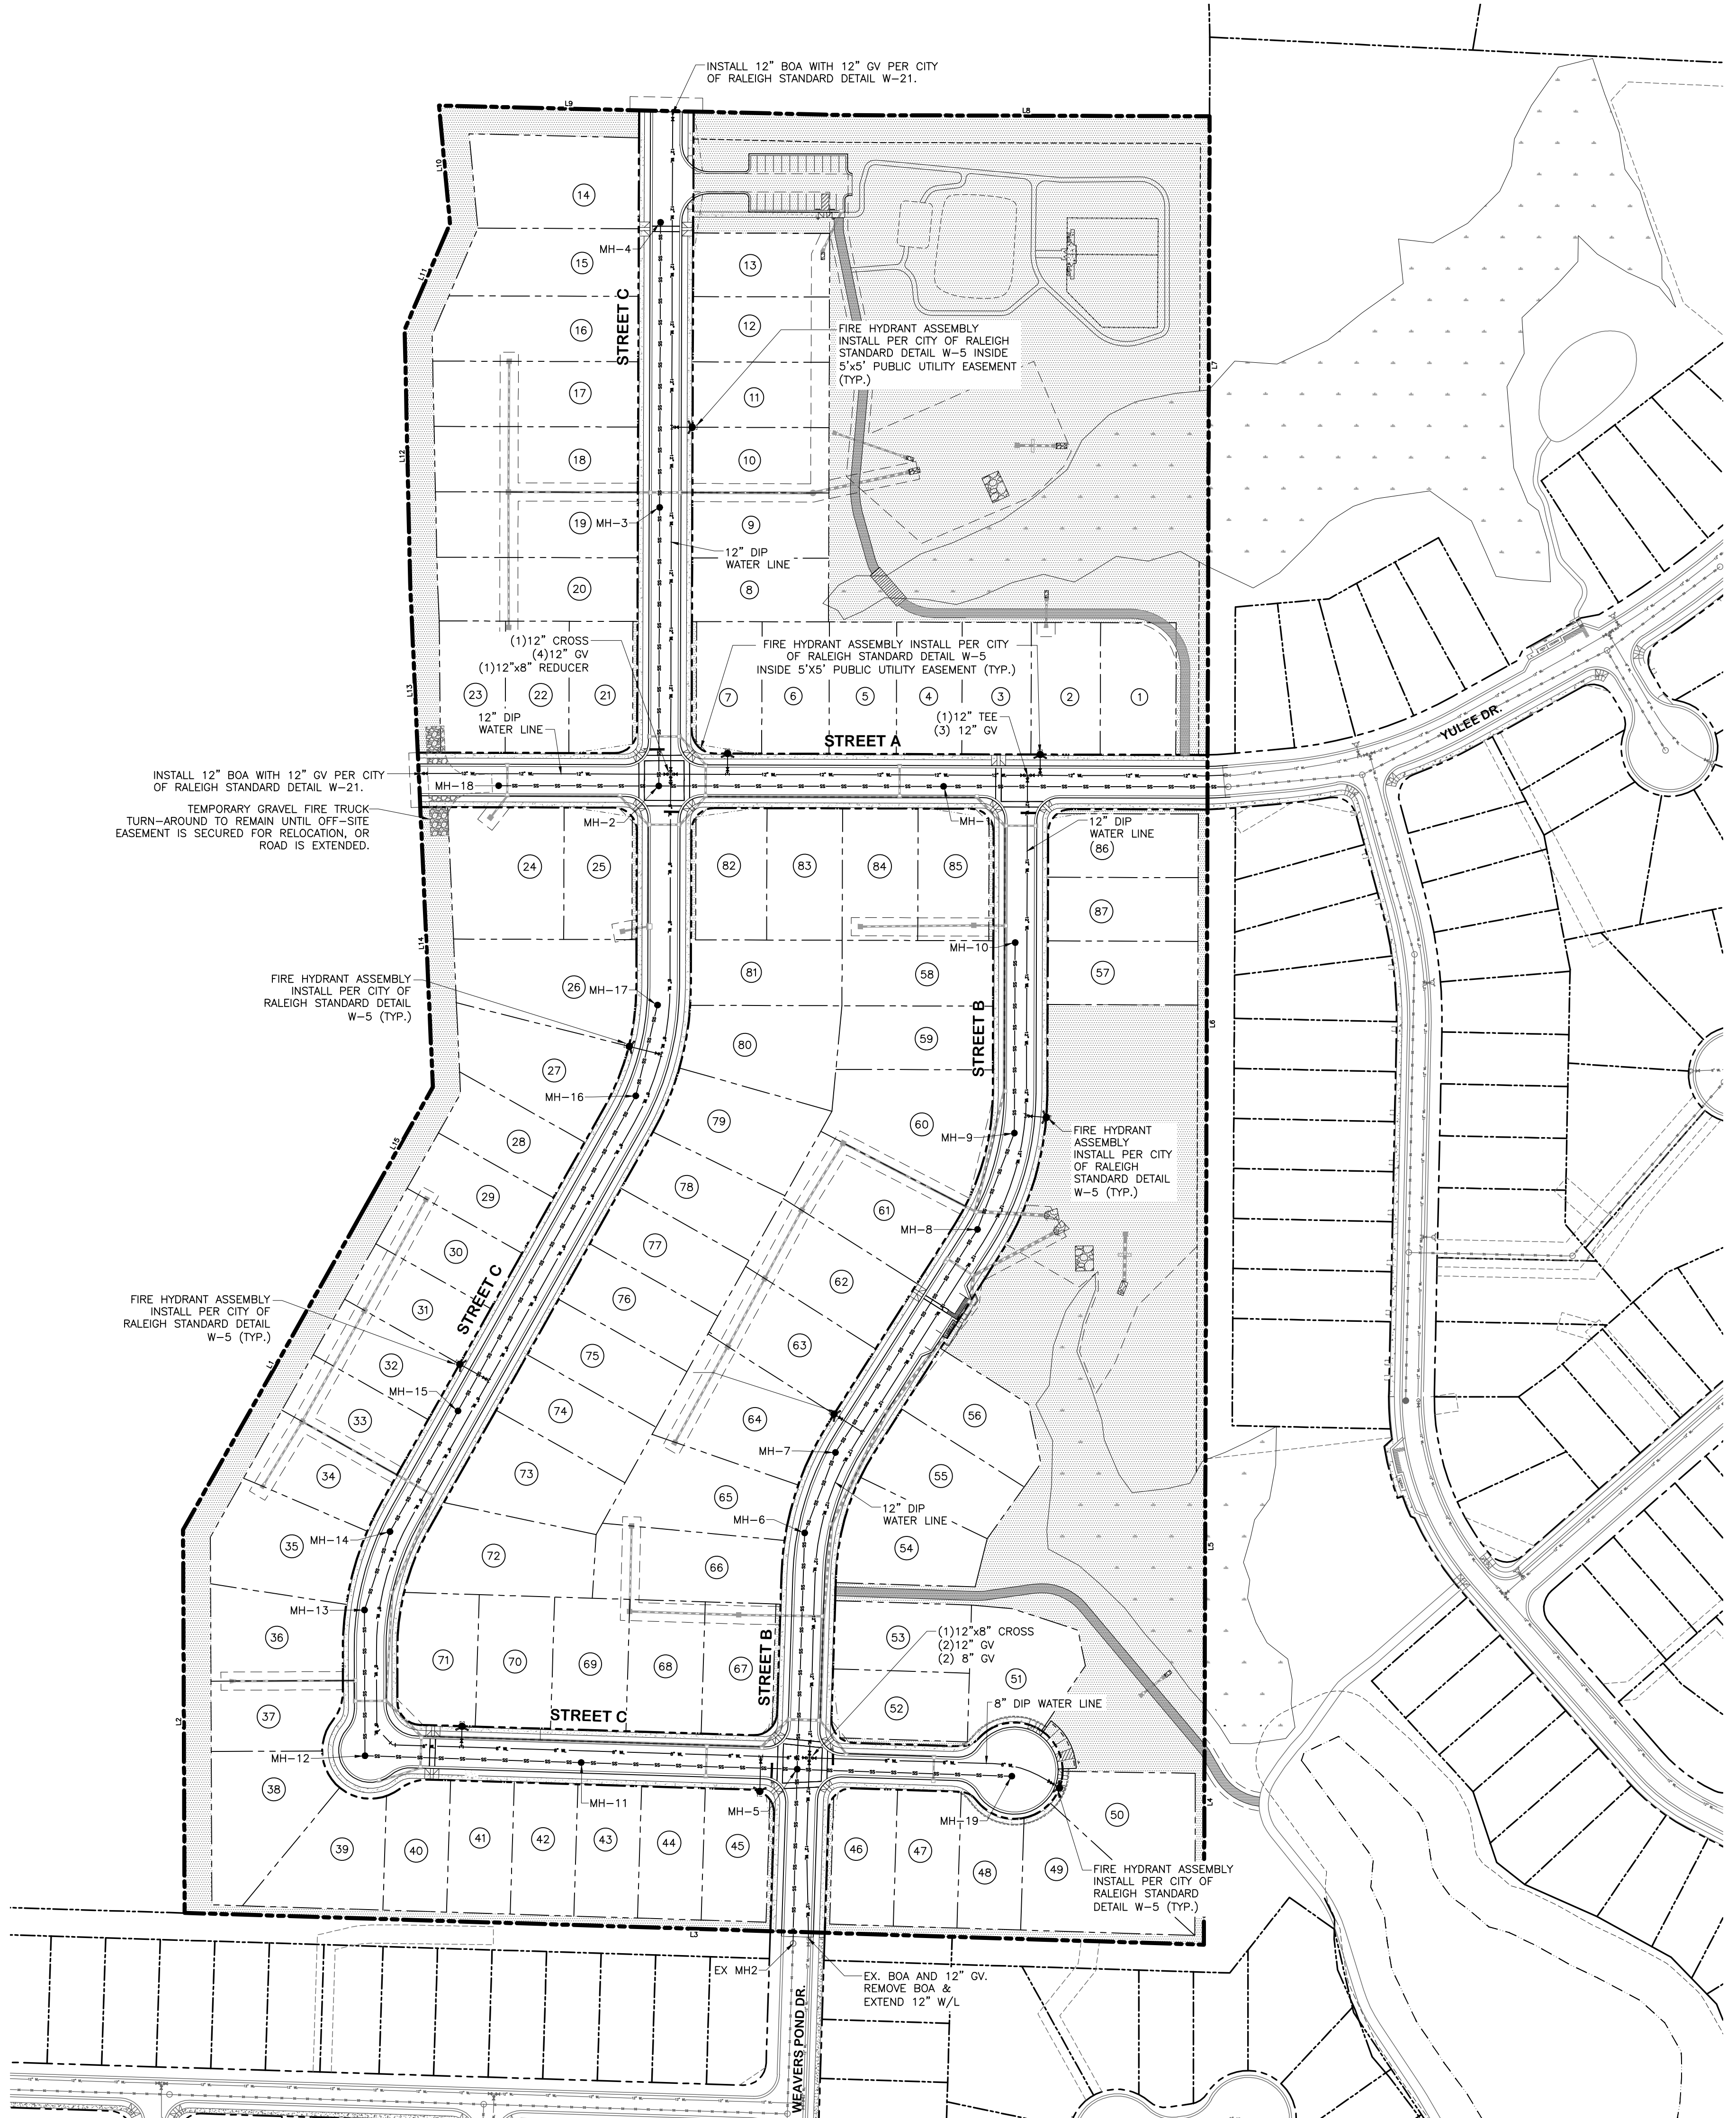 INSTALL 12" BOA WITH 12" GV PER CITY
OF RALEIGH STANDARD DETAIL W-21.
L9
L8
L10
14
MH-4
L11
15
13
STREET C
16
12
FIRE HYDRANT ASSEMBLY
INSTALL PER CITY OF RALEIGH
STANDARD DETAIL W-5 INSIDE
5'x5' PUBLIC UTILITY EASEMENT
(TYP.)
L7
17
11
L12
18
10
19
MH-3
9
12" DIP
WATER LINE
20
8
(1)12" CROSS
(4)12" GV
(1)12"x8" REDUCER
FIRE HYDRANT ASSEMBLY INSTALL PER CITY
OF RALEIGH STANDARD DETAIL W-5
INSIDE 5'X5' PUBLIC UTILITY EASEMENT (TYP.)
L13
23
22
21
7
6
5
4
3
2
1
12" DIP
WATER LINE
(1)12" TEE
(3) 12" GV
STREET A
YULEE DR.
INSTALL 12" BOA WITH 12" GV PER CITY
OF RALEIGH STANDARD DETAIL W-21.
MH-18
TEMPORARY GRAVEL FIRE TRUCK
TURN-AROUND TO REMAIN UNTIL OFF-SITE
EASEMENT IS SECURED FOR RELOCATION, OR
ROAD IS EXTENDED.
MH-2
MH-1
12" DIP
WATER LINE
(86)
24
25
82
83
84
85
87
L14
MH-10
FIRE HYDRANT ASSEMBLY
INSTALL PER CITY OF
RALEIGH STANDARD DETAIL
W-5 (TYP.)
26
MH-17
81
58
57
L6
80
59
STREET B
27
MH-16
79
60
MH-9
FIRE HYDRANT
ASSEMBLY
INSTALL PER CITY
OF RALEIGH
STANDARD DETAIL
W-5 (TYP.)
L15
28
29
78
61
MH-8
30
77
62
FIRE HYDRANT ASSEMBLY
INSTALL PER CITY OF
RALEIGH STANDARD DETAIL
W-5 (TYP.)
31
STREET C
76
63
L1
32
75
MH-15
33
74
64
56
MH-7
34
73
65
55
12" DIP
WATER LINE
MH-6
35
MH-14
72
66
54
L5
MH-13
36
53
(1)12"x8" CROSS
(2)12" GV
(2) 8" GV
71
70
69
68
67
STREET B
51
L2
37
52
8" DIP WATER LINE
STREET C
MH-12
38
MH-11
MH-5
MH-19
L4
50
39
40
41
42
43
44
45
46
47
48
49
FIRE HYDRANT ASSEMBLY
INSTALL PER CITY OF
RALEIGH STANDARD
DETAIL W-5 (TYP.)
L3
EX MH2
EX. BOA AND 12" GV.
REMOVE BOA &
EXTEND 12" W/L
WEAVERS POND DR.